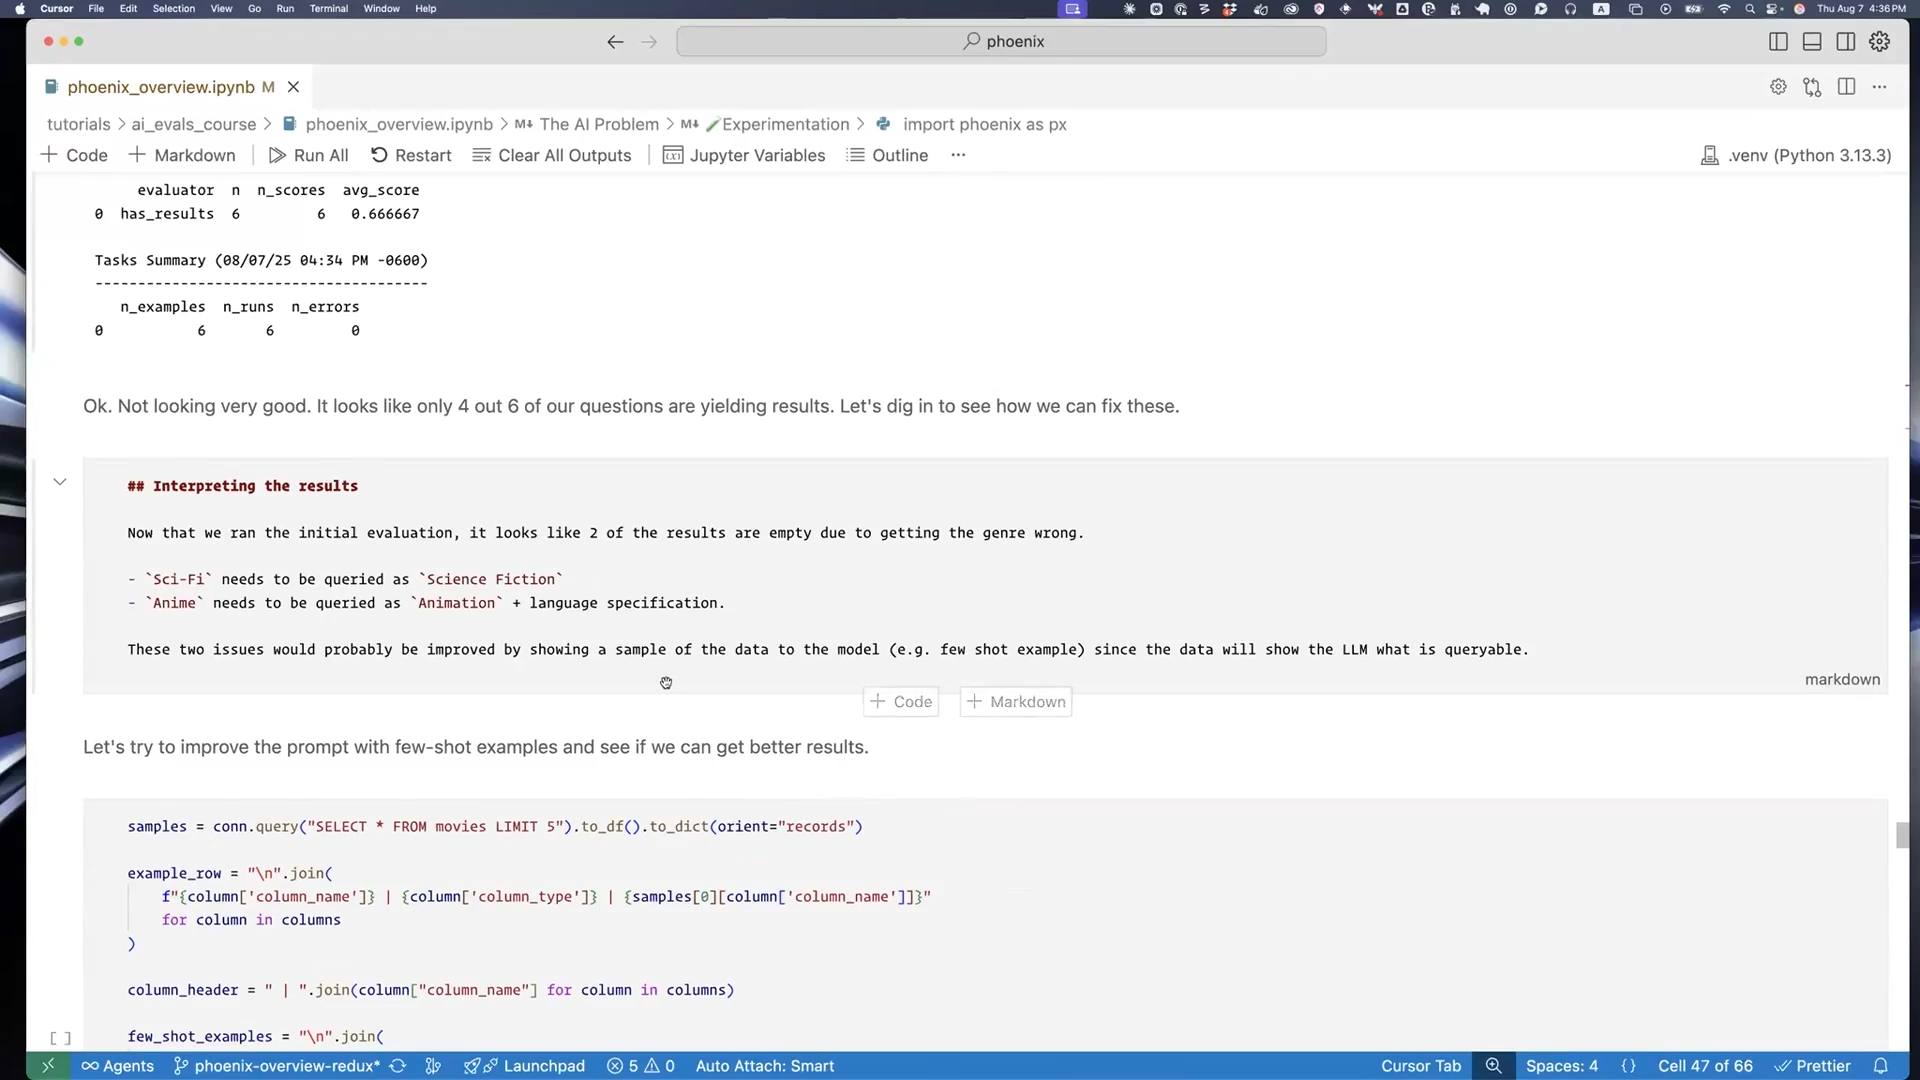 Cursor File Edit Selection View Go Run Terminal Window Help Thu Aug 7 4:36 PM
phoenix
phoenix_overview.ipynb M
tutorials > ai_evals_course > phoenix_overview.ipynb > M↓ The AI Problem > M↓ Experimentation > import phoenix as px
+ Code + Markdown Run All Restart Clear All Outputs Jupyter Variables Outline ... .venv (Python 3.13.3)
evaluator n n_scores avg_score
0 has_results 6 6 0.666667
Tasks Summary (08/07/25 04:34 PM -0600)
---------------------------------------
n_examples n_runs n_errors
0 6 6 0
Ok. Not looking very good. It looks like only 4 out 6 of our questions are yielding results. Let's dig in to see how we can fix these.
## Interpreting the results
Now that we ran the initial evaluation, it looks like 2 of the results are empty due to getting the genre wrong.
- `Sci-Fi` needs to be queried as `Science Fiction`
- `Anime` needs to be queried as `Animation` + language specification.
These two issues would probably be improved by showing a sample of the data to the model (e.g. few shot example) since the data will show the LLM what is queryable.
markdown
+ Code + Markdown
Let's try to improve the prompt with few-shot examples and see if we can get better results.
samples = conn.query("SELECT * FROM movies LIMIT 5").to_df().to_dict(orient="records")
example_row = "\n".join(
f"{column['column_name']} | {column['column_type']} | {samples[0][column['column_name']]}"
for column in columns
)
column_header = " | ".join(column["column_name"] for column in columns)
few_shot_examples = "\n".join(
[ ]
Agents phoenix-overview-redux* Launchpad 5 0 Auto Attach: Smart Cursor Tab Spaces: 4 {} Cell 47 of 66 Prettier